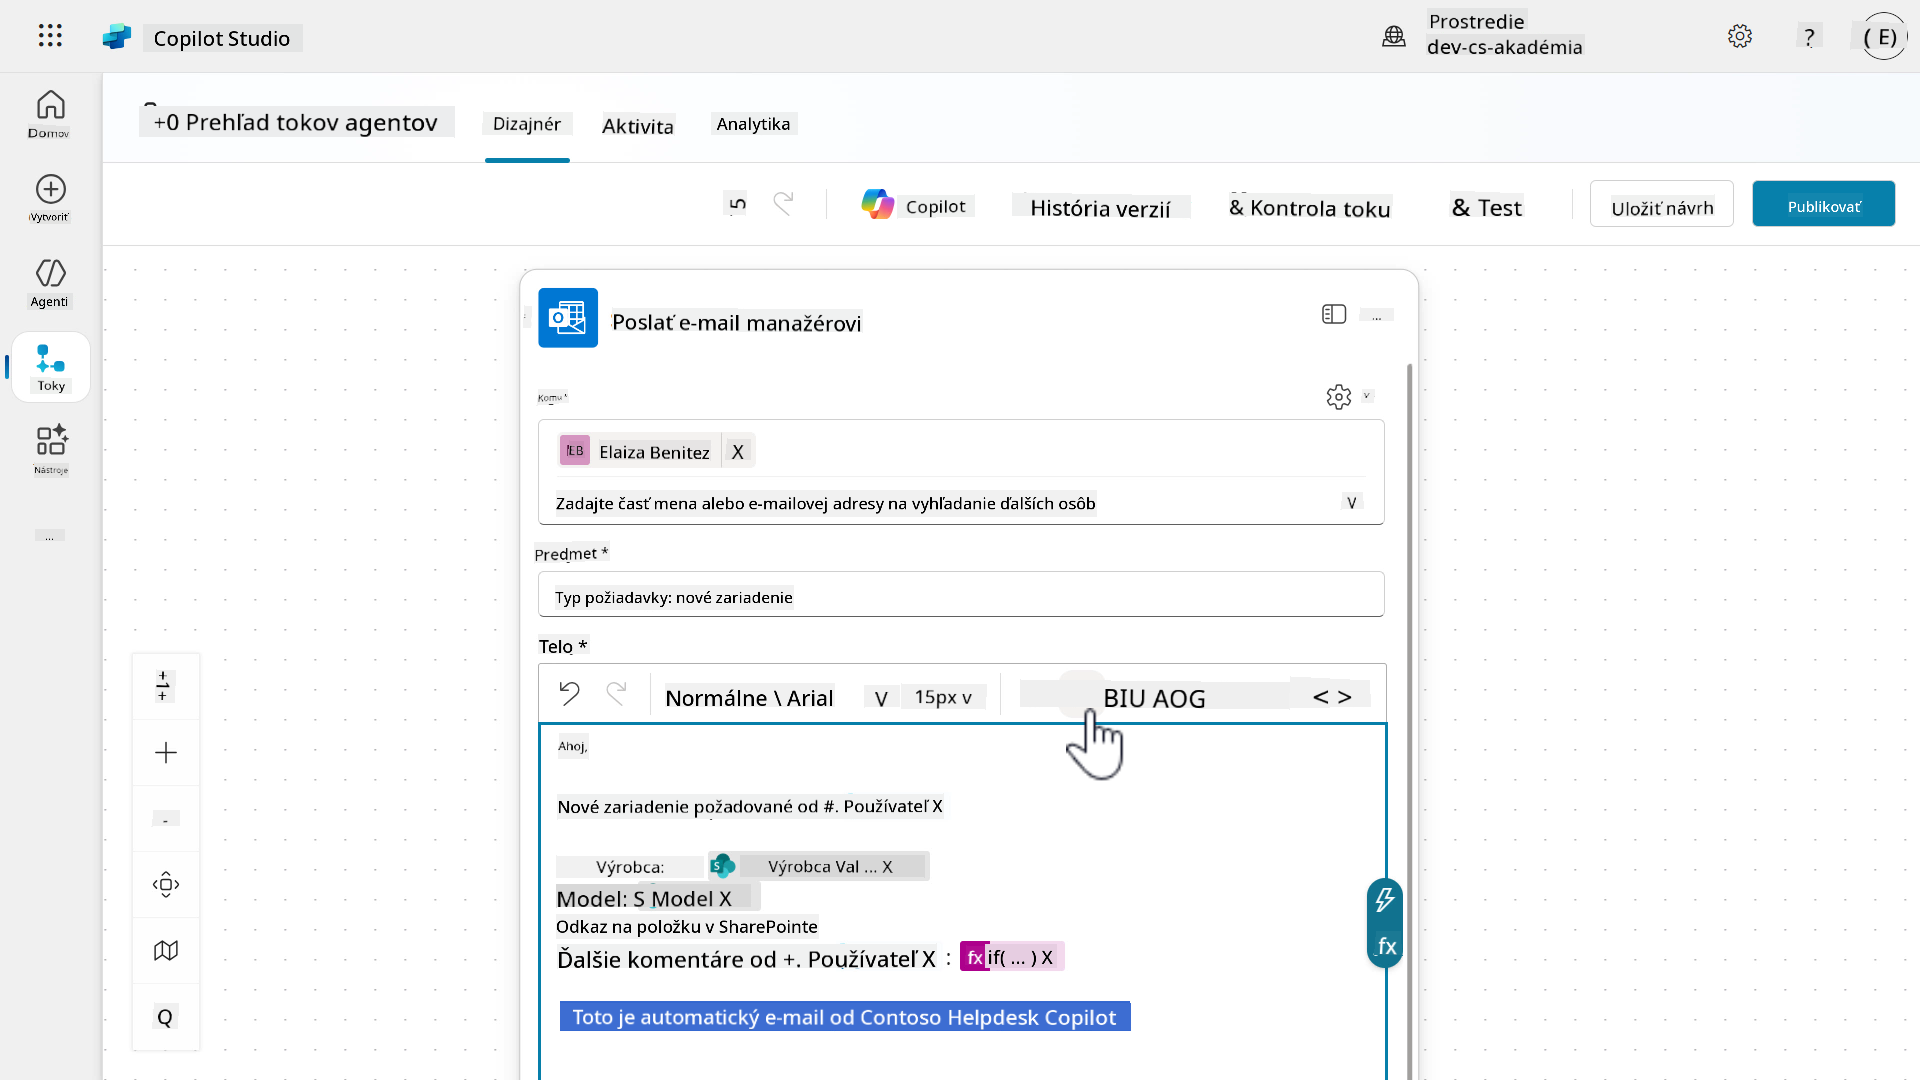 Copilot Studio
Prostredie
dev-cs-akadémia
?
( E)
Domov
Vytvoriť
Agenti
Toky
Nástroje
...
+0 Prehľad tokov agentov
Dizajnér
Aktivita
Analytika
Copilot
História verzií
& Kontrola toku
& Test
Uložiť návrh
Publikovať
Poslať e-mail manažérovi
...
Komu *
v
EB Elaiza Benitez X
Zadajte časť mena alebo e-mailovej adresy na vyhľadanie ďalších osôb
V
Predmet *
Typ požiadavky: nové zariadenie
Telo *
Normálne \ Arial V 15px v BIU AOG < >
Ahoj,
Nové zariadenie požadované od #. Používateľ X
Výrobca: S Výrobca Val ... X
Model: S Model X
Odkaz na položku v SharePointe
Ďalšie komentáre od +. Používateľ X : fx if( ... ) X
Toto je automatický e-mail od Contoso Helpdesk Copilot
fx
Q